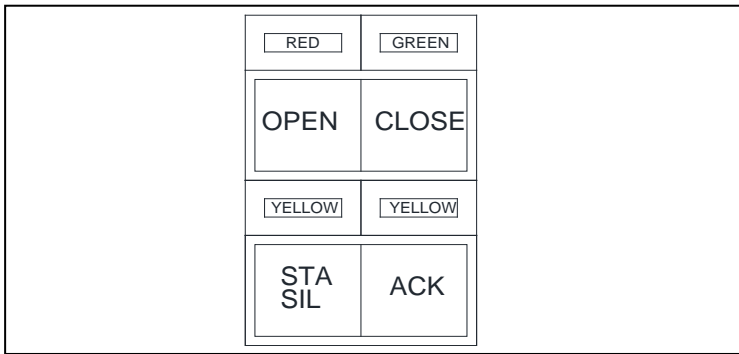 RED GREEN
OPEN CLOSE
YELLOW YELLOW
STA
SIL
ACK